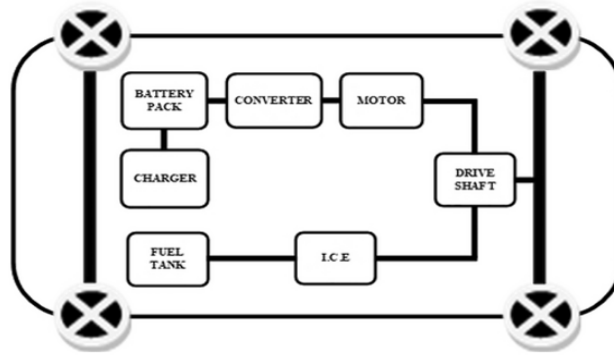 BATTERY
PACK
CONVERTER
MOTOR
CHARGER
DRIVE
SHAFT
FUEL
TANK
I.C.E